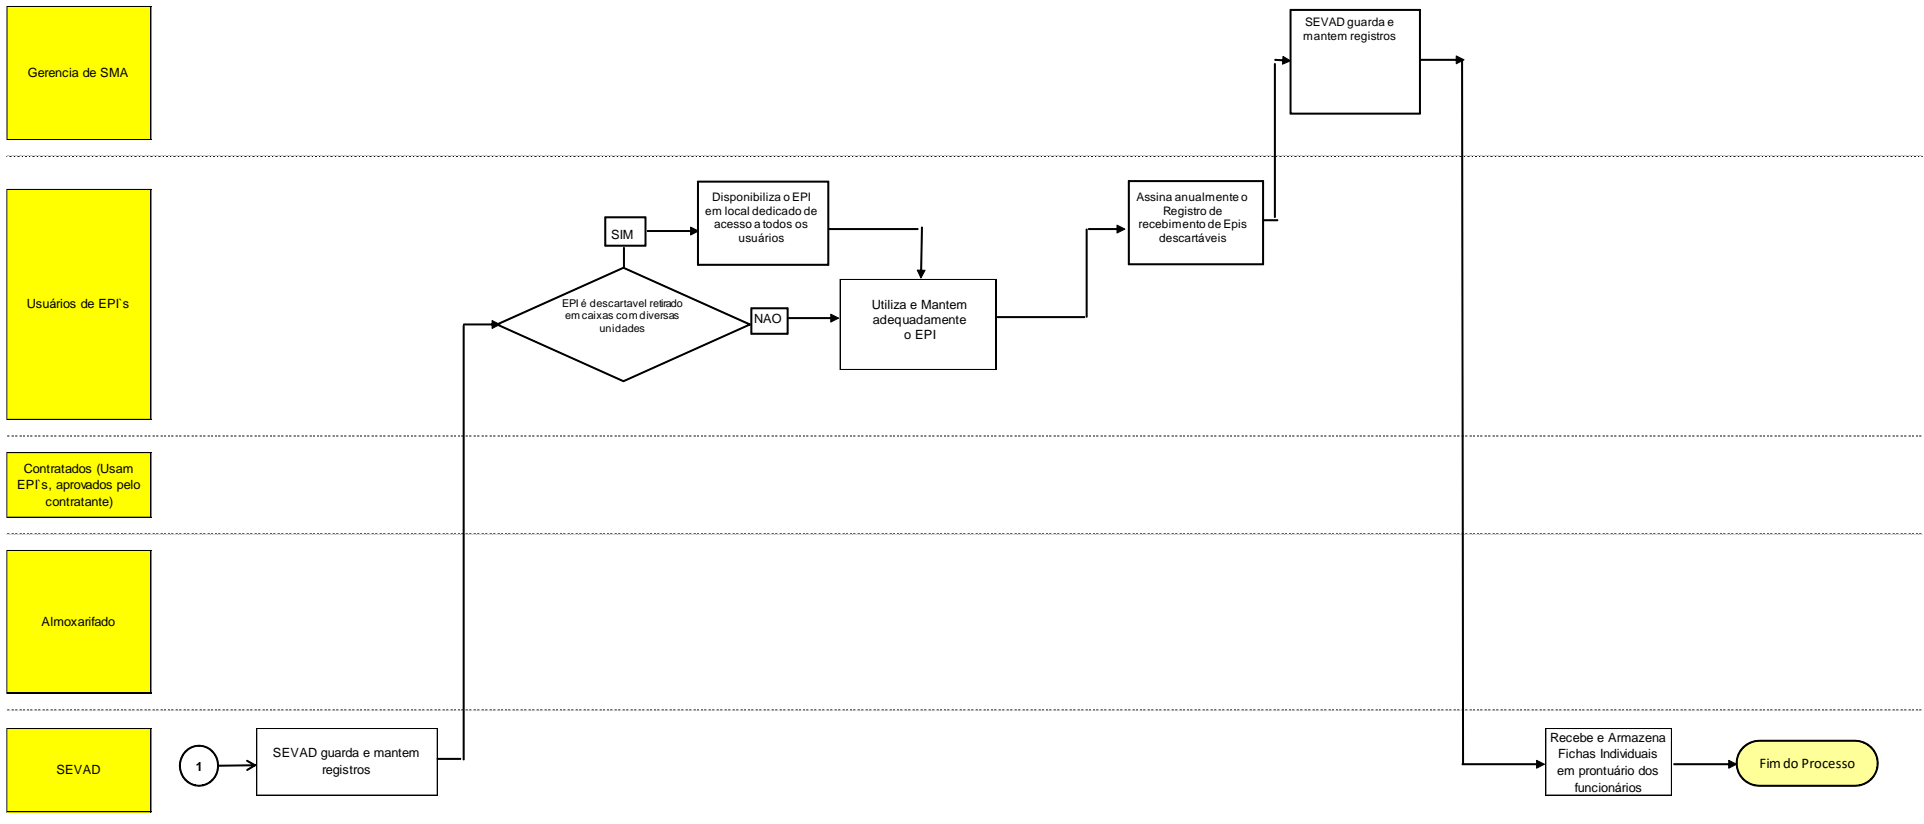 Gerencia de SMA
SEVAD guarda e
mantem registros
Usuários de EPI`s
SIM
Disponibiliza o EPI
em local dedicado de
acesso a todos os
usuários
EPI é descartavel retirado
em caixas com diversas
unidades
NAO
Utiliza e Mantem
adequadamente
o EPI
Assina anualmente o
Registro de
recebimento de Epis
descartáveis
Contratados (Usam
EPI`s, aprovados pelo
contratante)
Almoxarifado
SEVAD
1
SEVAD guarda e mantem
registros
Recebe e Armazena
Fichas Individuais
em prontuário dos
funcionários
Fim do Processo